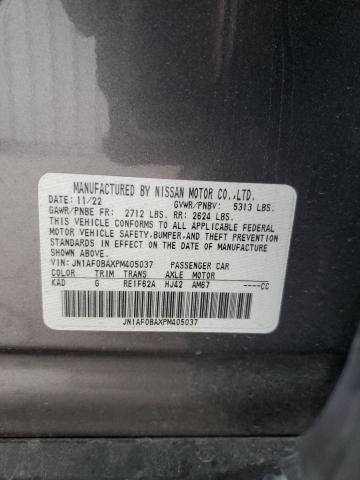 MANUFACTURED BY NISSAN MOTOR CO.,LTD.
DATE: 11/22 GVWR/PNBV: 5313 LBS.
GAWR/PNBE FR: 2712 LBS. RR: 2624 LBS.
THIS VEHICLE CONFORMS TO ALL APPLICABLE FEDERAL
MOTOR VEHICLE SAFETY,BUMPER,AND THEFT PREVENTION
STANDARDS IN EFFECT ON THE DATE OF MANUFACTURE
SHOWN ABOVE.
VIN: JN1AF0BAXPM405037 PASSENGER CAR
COLOR TRIM TRANS AXLE MOTOR
KAD G RE1F62A HJ42 AM67 ----CC
JN1AF0BAXPM405037